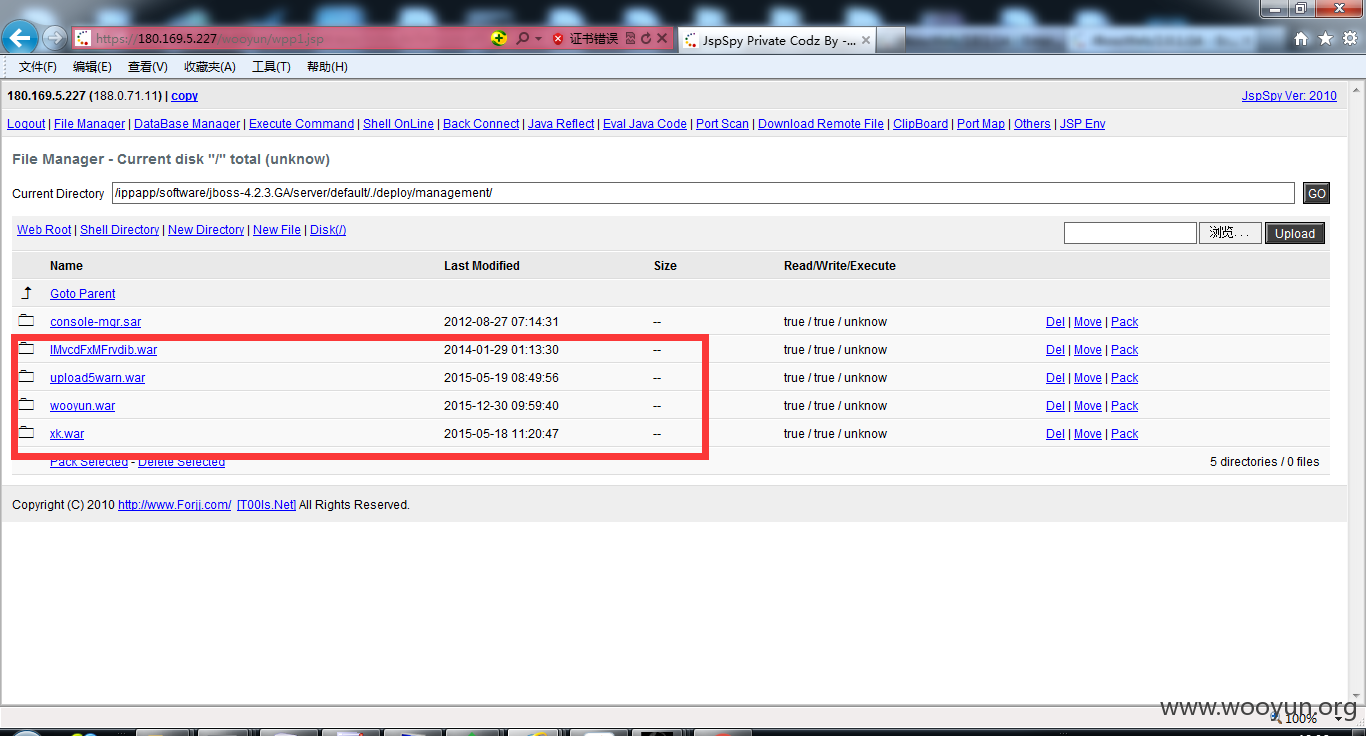 https://180.169.5.227/wooyun/wpp1.jsp
证书错误
JspSpy Private Codz By -...
文件(F) 编辑(E) 查看(V) 收藏夹(A) 工具(T) 帮助(H)
180.169.5.227 (188.0.71.11) | copy
JspSpy Ver: 2010
Logout | File Manager | DataBase Manager | Execute Command | Shell OnLine | Back Connect | Java Reflect | Eval Java Code | Port Scan | Download Remote File | ClipBoard | Port Map | Others | JSP Env
File Manager - Current disk "/" total (unknow)
Current Directory /ippapp/software/jboss-4.2.3.GA/server/default/./deploy/management/ GO
Web Root | Shell Directory | New Directory | New File | Disk(/) 浏览... Upload
Name Last Modified Size Read/Write/Execute
Goto Parent
console-mgr.sar 2012-08-27 07:14:31 -- true / true / unknow Del | Move | Pack
IMvcdFxMFrvdib.war 2014-01-29 01:13:30 -- true / true / unknow Del | Move | Pack
upload5warn.war 2015-05-19 08:49:56 -- true / true / unknow Del | Move | Pack
wooyun.war 2015-12-30 09:59:40 -- true / true / unknow Del | Move | Pack
xk.war 2015-05-18 11:20:47 -- true / true / unknow Del | Move | Pack
Pack Selected - Delete Selected 5 directories / 0 files
Copyright (C) 2010 http://www.Forjj.com/ [T00ls.Net] All Rights Reserved.
www.wooyun.org
100%